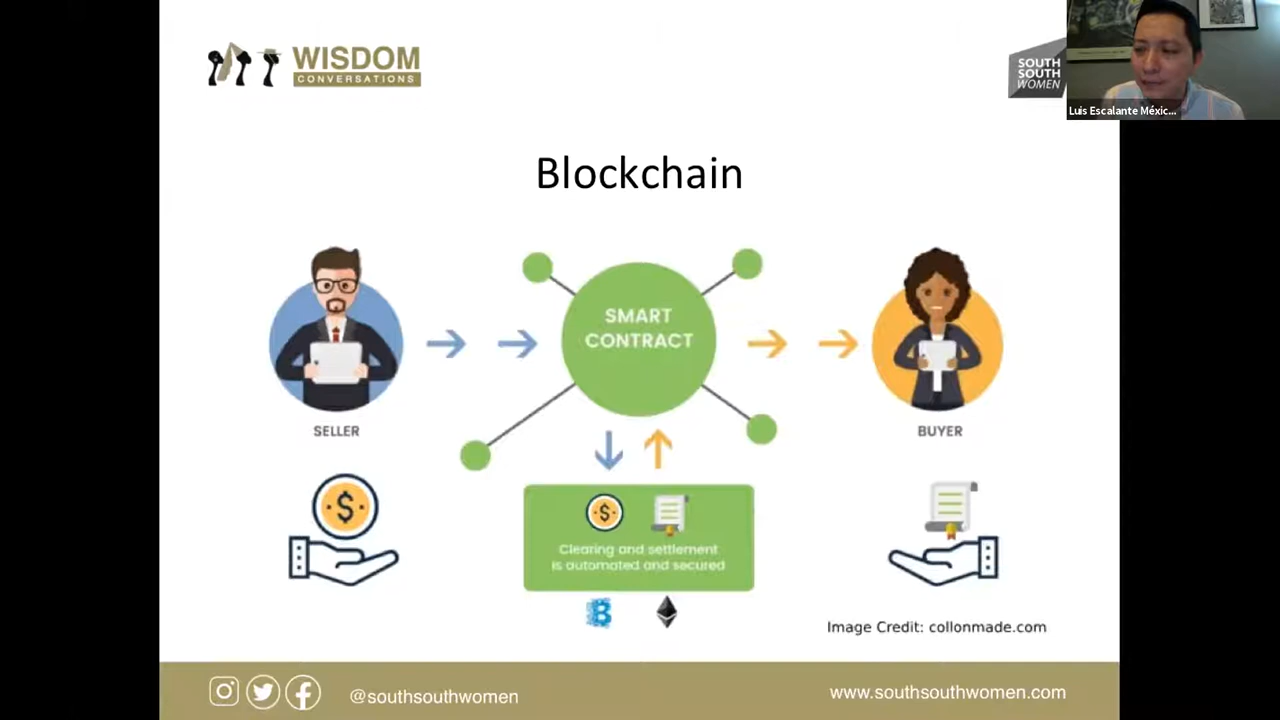 WISDOM
CONVERSATIONS
SOUTH
SOUTH
WOMEN
Luis Escalante Méxic...
Blockchain
SMART
CONTRACT
SELLER
BUYER
Clearing and settlement
is automated and secured
Image Credit: collonmade.com
@southsouthwomen
www.southsouthwomen.com